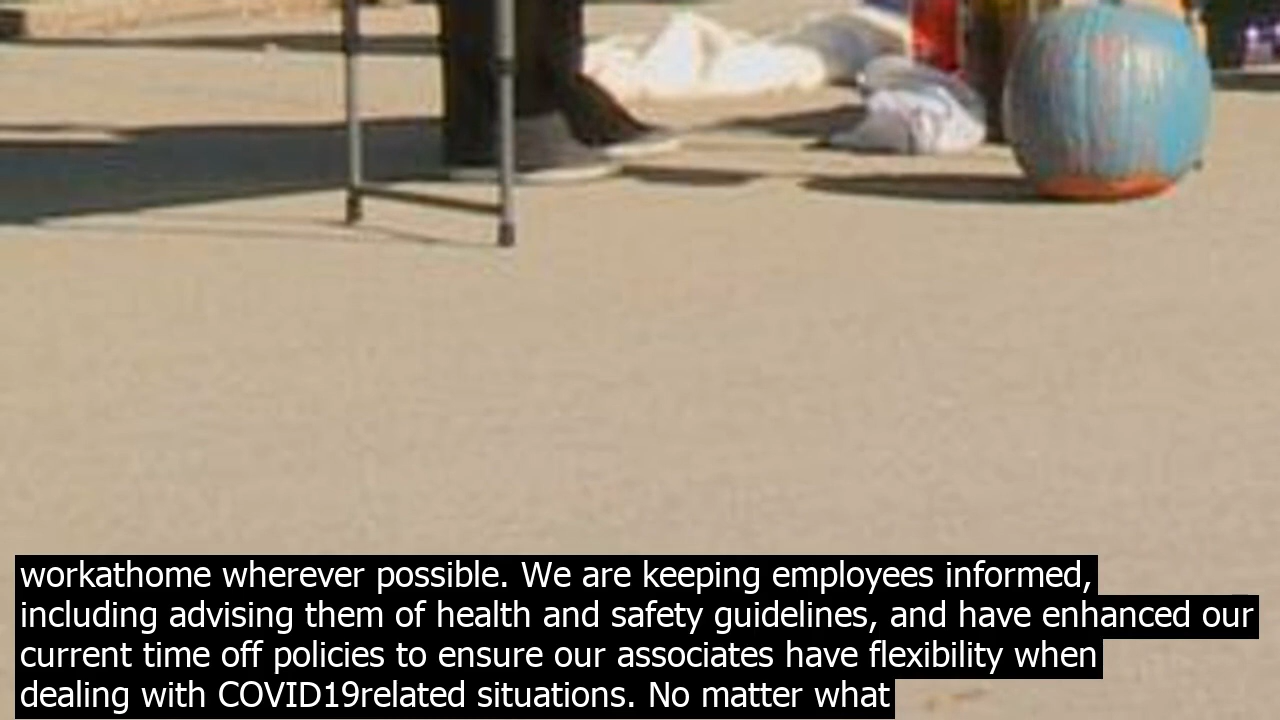 workathome wherever possible. We are keeping employees informed,
including advising them of health and safety guidelines, and have enhanced our
current time off policies to ensure our associates have flexibility when
dealing with COVID19related situations. No matter what